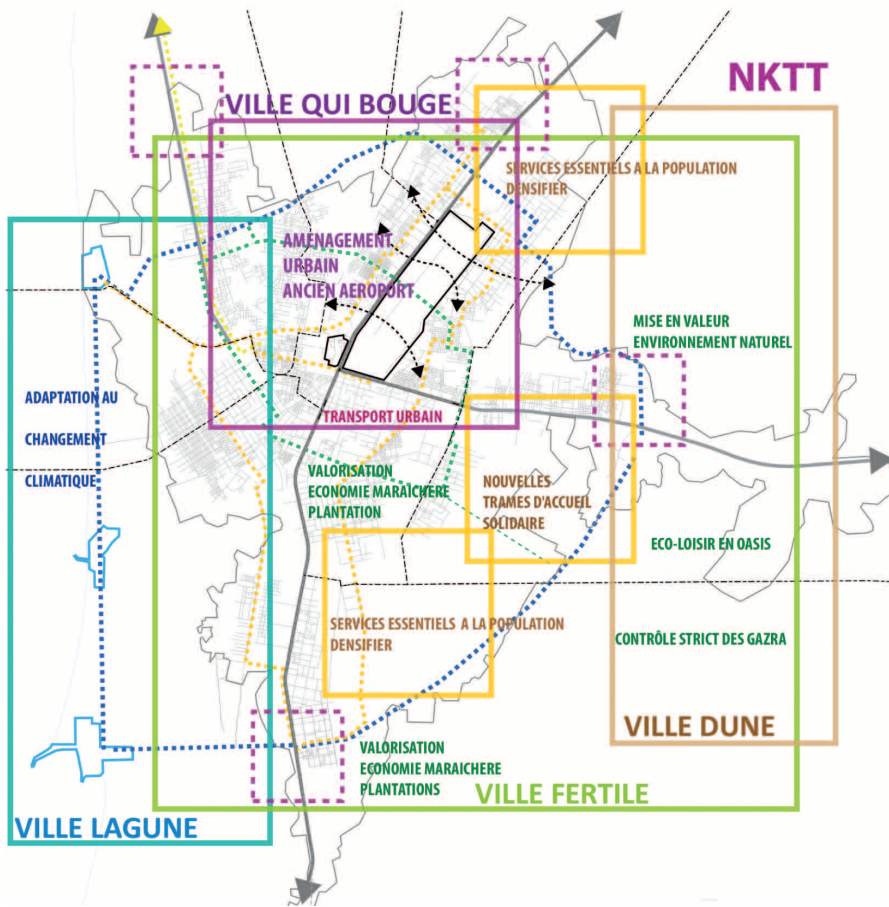 NKTT
VILLE QUI BOUGE
SERVICES ESSENTIELS A LA POPULATION
DENSIFIER
AMENAGEMENT
URBAIN
ANCIEN AEROPORT
MISE EN VALEUR
ENVIRONNEMENT NATUREL
ADAPTATION AU
CHANGEMENT
CLIMATIQUE
TRANSPORT URBAIN
VALORISATION
ECONOMIE MARAÎCHERE
PLANTATION
NOUVELLES
TRAMES D'ACCUEIL
SOLIDAIRE
ECO-LOISIR EN OASIS
SERVICES ESSENTIELS A LA POPULATION
DENSIFIER
CONTRÔLE STRICT DES GAZRA
VILLE DUNE
VALORISATION
ECONOMIE MARAICHERE
PLANTATIONS
VILLE FERTILE
VILLE LAGUNE